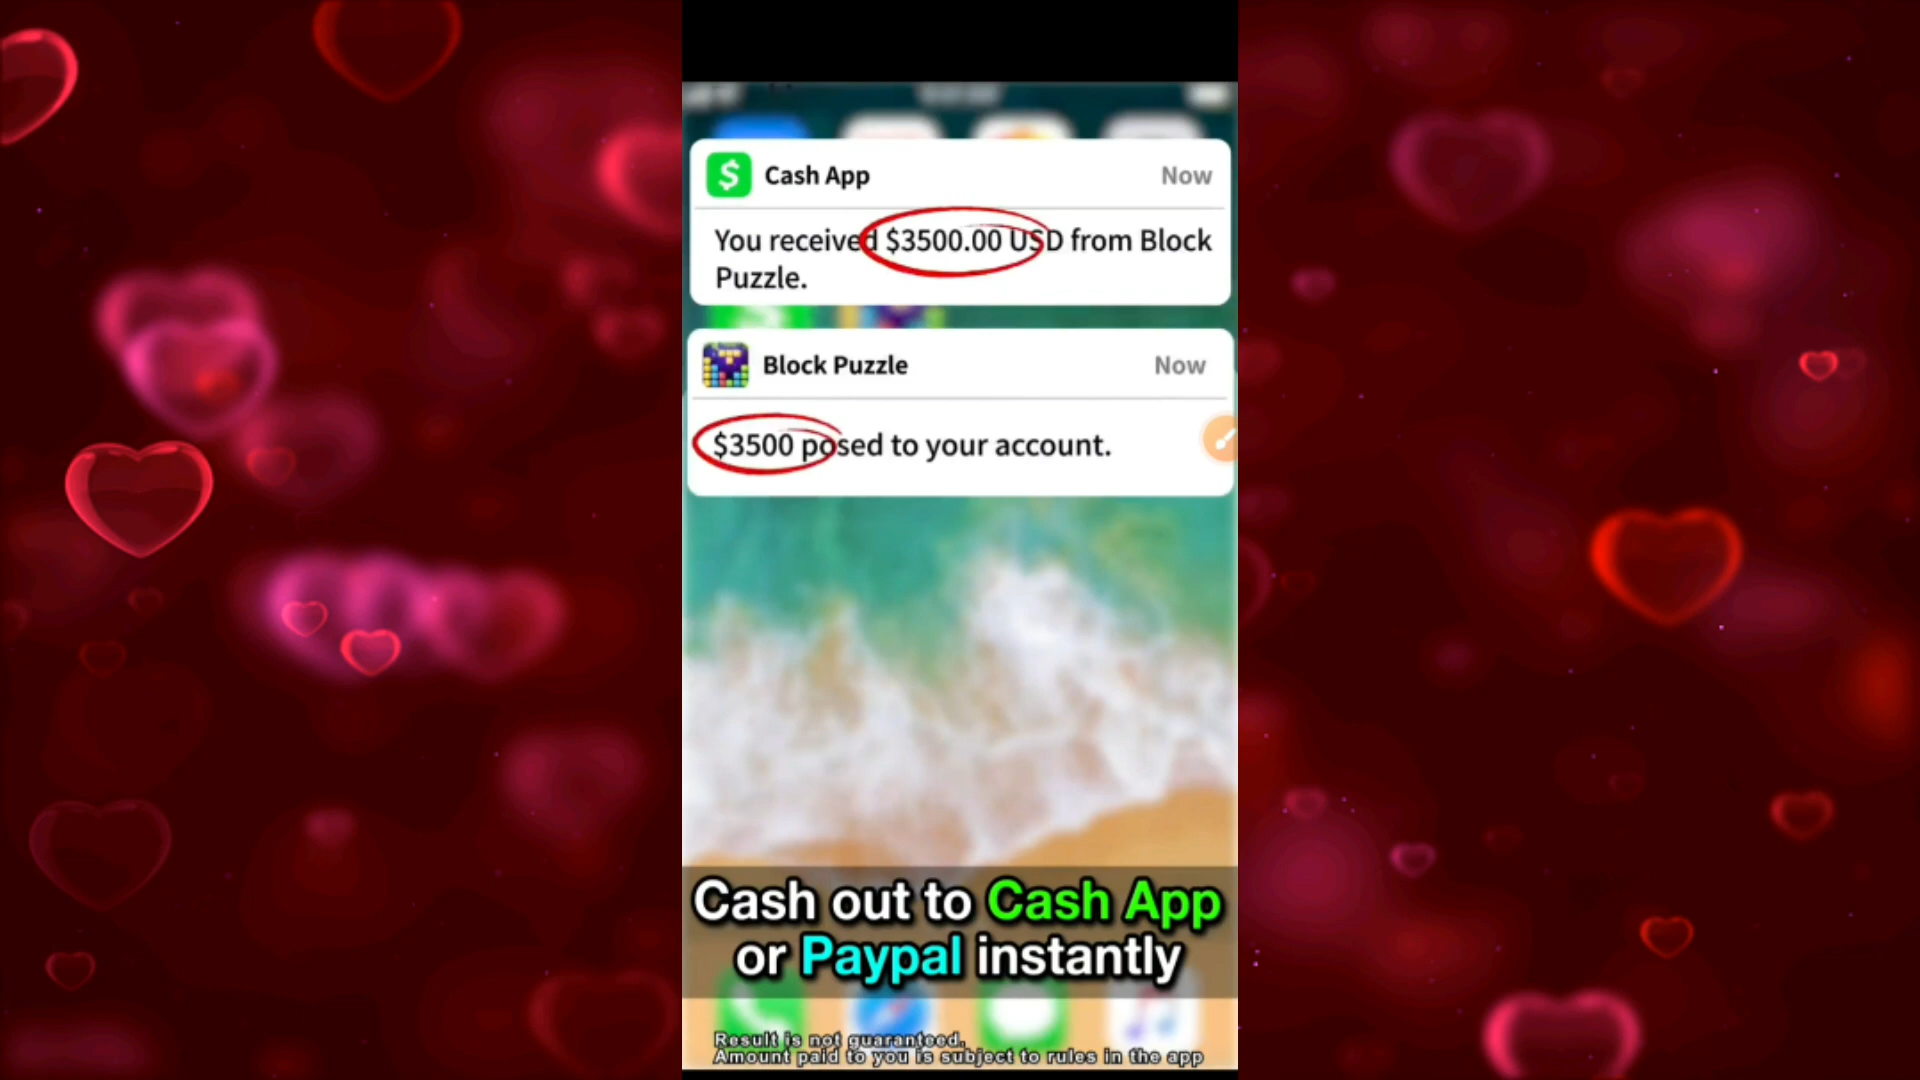 Cash App
Now
You received $3500.00 USD from Block
Puzzle.
Block Puzzle
Now
$3500 posed to your account.
Cash out to Cash App
or Paypal instantly
Result is not guaranteed.
Amount paid to you is subject to rules in the app